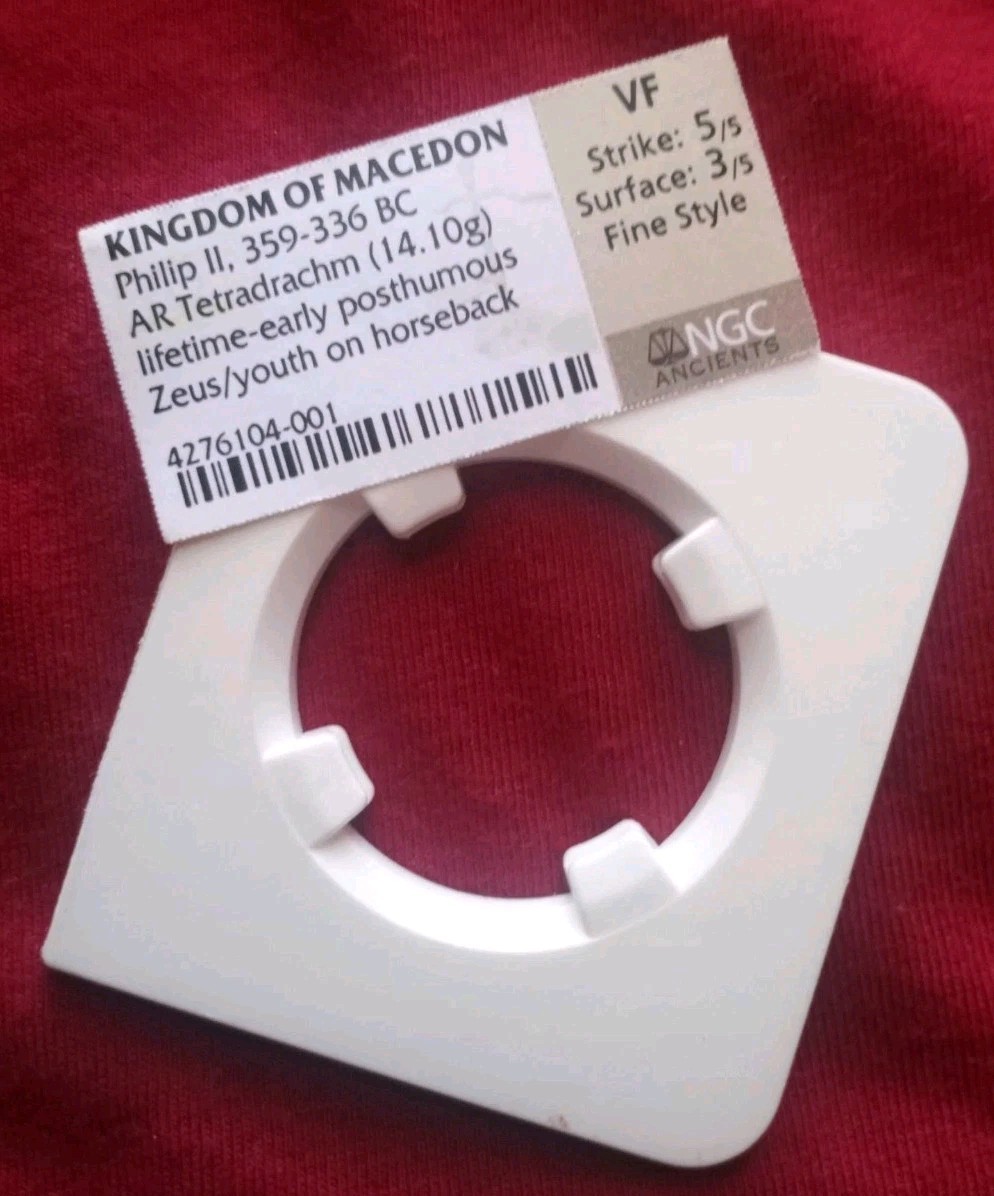 KINGDOM OF MACEDON
Philip II, 359-336 BC
AR Tetradrachm (14.10g)
lifetime-early posthumous
Zeus/youth on horseback
4276104-001
VF
Strike: 5/5
Surface: 3/5
Fine Style
NGC
ANCIENTS